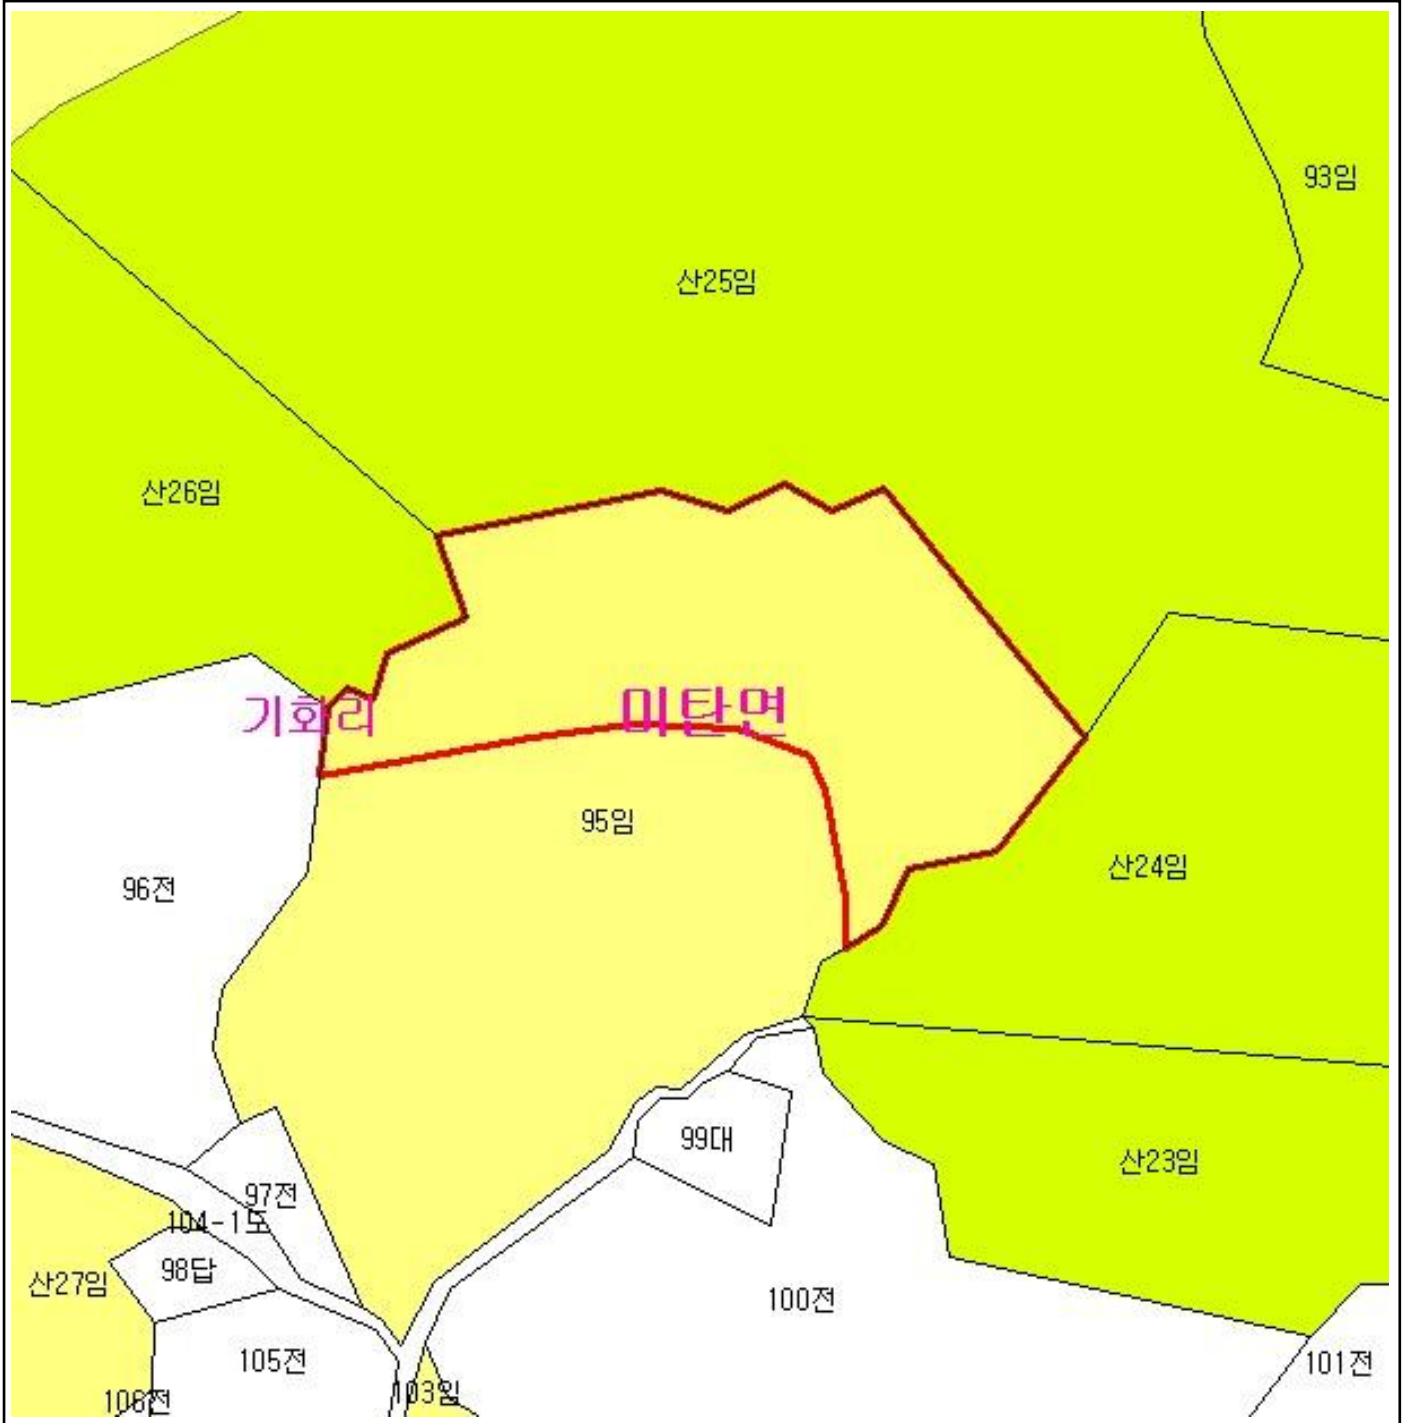 93임
산25임
산26임
기화리
미탄면
95임
산24임
96전
99대
산23임
97전
104-1도
98답
산27임
100전
105전
101전
106전
103임